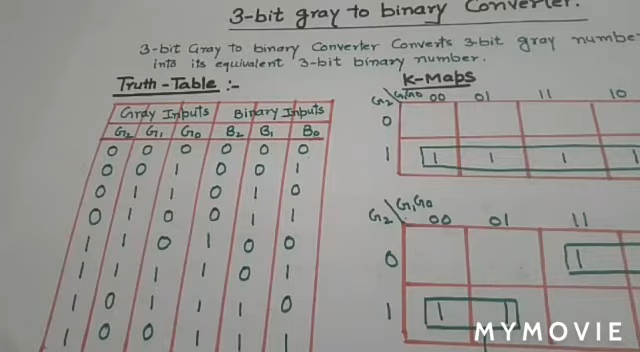 3-bit gray to binary Converter.
3-bit Gray to binary Converter Converts 3-bit gray numbe
into its equivalent 3-bit binary number.
Truth-Table :-
K-Maps
Gray Inputs Binary Inputs
G2 G1 G0 B2 B1 B0
0 0 0 0 0 0
0 0 1 0 0 1
0 1 1 0 1 0
0 1 0 0 1 1
1 1 0 1 0 0
1 1 1 1 0 1
1 0 1 1 1 0
1 0 0 1 1 1
G2 \ G1G0 00 01 11 10
0
1 1 1 1 1
G2 \ G1G0 00 01 11
0 1
1 1 1
MYMOVIE